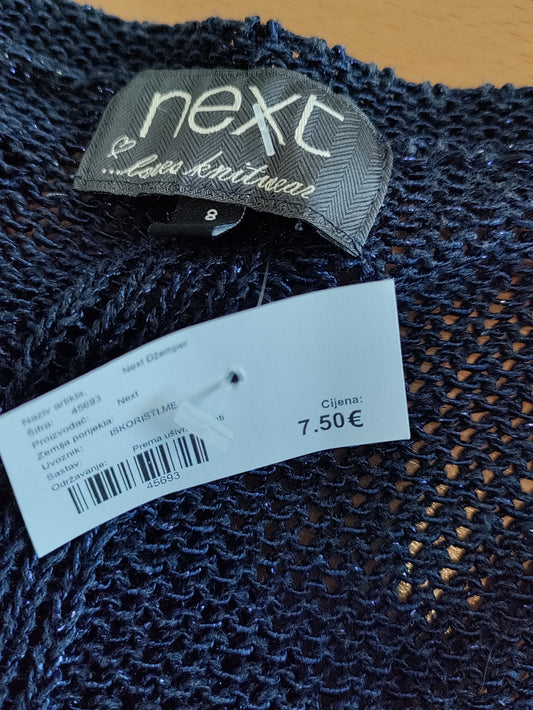 next
...loves knitwear
8
Naziv artikla: Next Džemper
Šifra: 45693
Proizvođač: Next
Zemlja porijekla:
Uvoznik: ISKORISTI.ME
Sastav:
Održavanje: Prema ušivnoj
45693
Cijena:
7.50€